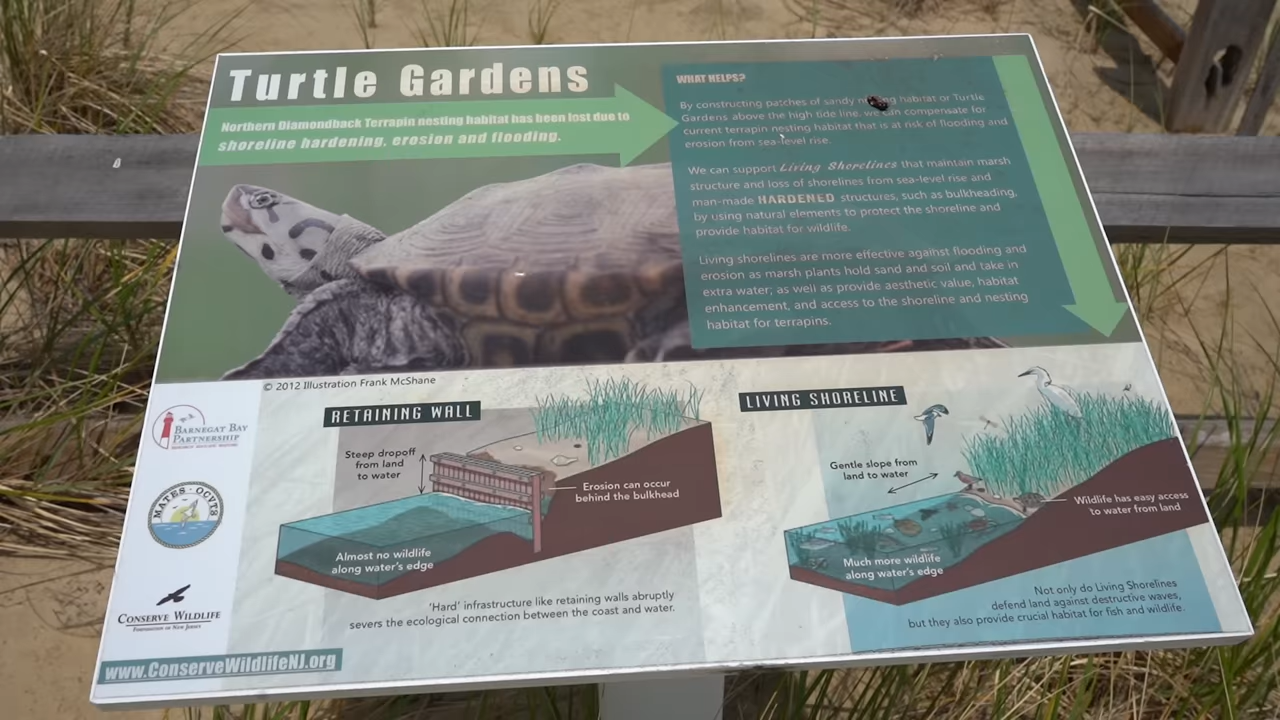 Turtle Gardens
Northern Diamondback Terrapin nesting habitat has been lost due to
shoreline hardening, erosion and flooding.
WHAT HELPS?
By constructing patches of sandy habitat or Turtle
Gardens above the high tide line, we can compensate for
current terrapin nesting habitat that is at risk of flooding and
erosion from sea-level rise.
We can support Living Shorelines that maintain marsh
structure and loss of shorelines from sea-level rise and
man-made HARDENED structures, such as bulkheading,
by using natural elements to protect the shoreline and
provide habitat for wildlife.
Living shorelines are more effective against flooding and
erosion as marsh plants hold sand and soil and take in
extra water; as well as provide aesthetic value, habitat
enhancement, and access to the shoreline and nesting
habitat for terrapins.
© 2012 Illustration Frank McShane
BARNEGAT BAY
PARTNERSHIP
MATES · OCVTS
CONSERVE WILDLIFE
FOUNDATION OF NEW JERSEY
www.ConserveWildlifeNJ.org
RETAINING WALL
Steep dropoff
from land
to water
Erosion can occur
behind the bulkhead
Almost no wildlife
along water's edge
'Hard' infrastructure like retaining walls abruptly
severs the ecological connection between the coast and water.
LIVING SHORELINE
Gentle slope from
land to water
Wildlife has easy access
to water from land
Much more wildlife
along water's edge
Not only do Living Shorelines
defend land against destructive waves,
but they also provide crucial habitat for fish and wildlife.